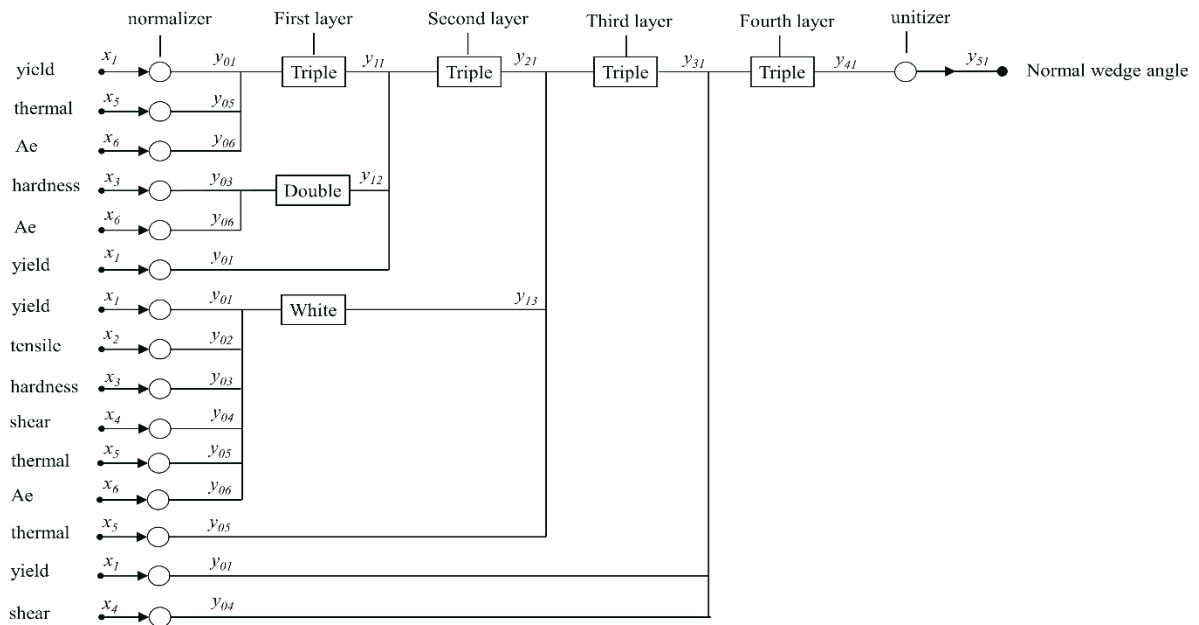 normalizer First layer Second layer Third layer Fourth layer unitizer
yield x1 y01 Triple y11 Triple y21 Triple y31 Triple y41 y51 Normal wedge angle
thermal x5 y05
Ae x6 y06
hardness x3 y03 Double y12
Ae x6 y06
yield x1 y01
yield x1 y01 White y13
tensile x2 y02
hardness x3 y03
shear x4 y04
thermal x5 y05
Ae x6 y06
thermal x5 y05
yield x1 y01
shear x4 y04